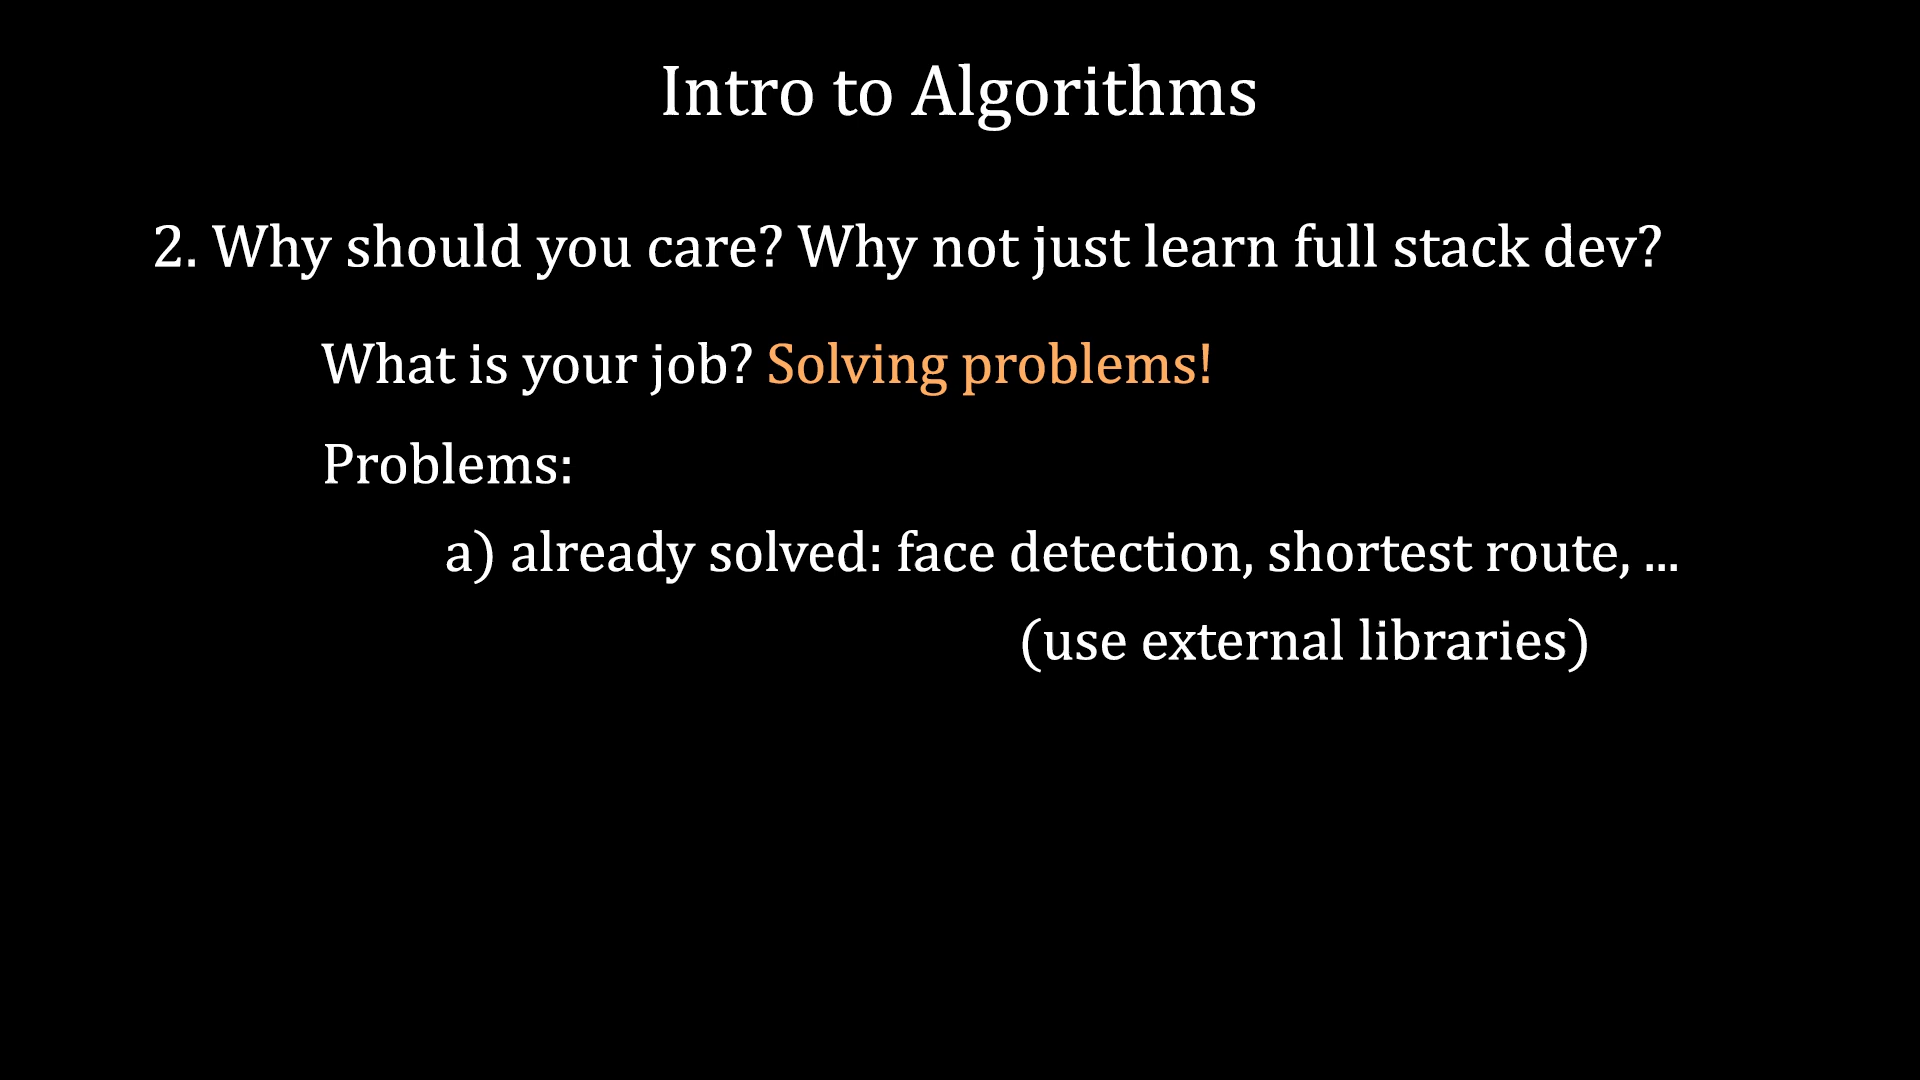 Intro to Algorithms
2. Why should you care? Why not just learn full stack dev?
What is your job? Solving problems!
Problems:
a) already solved: face detection, shortest route, ...
(use external libraries)